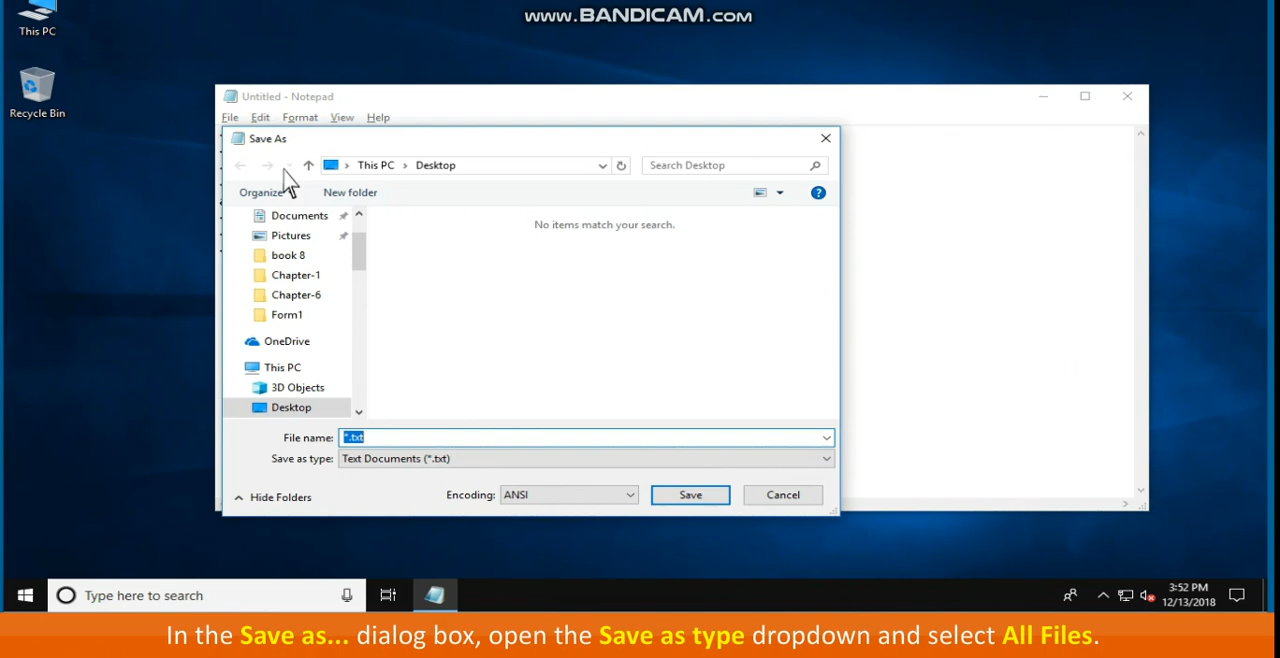 www.BANDICAM.com
This PC
Recycle Bin
Untitled - Notepad
File Edit Format View Help
Save As
This PC > Desktop
Search Desktop
Organize
New folder
Documents
Pictures
book 8
Chapter-1
Chapter-6
Form1
OneDrive
This PC
3D Objects
Desktop
No items match your search.
File name: *.txt
Save as type: Text Documents (*.txt)
Hide Folders
Encoding: ANSI
Save
Cancel
Type here to search
3:52 PM
12/13/2018
In the Save as... dialog box, open the Save as type dropdown and select All Files.